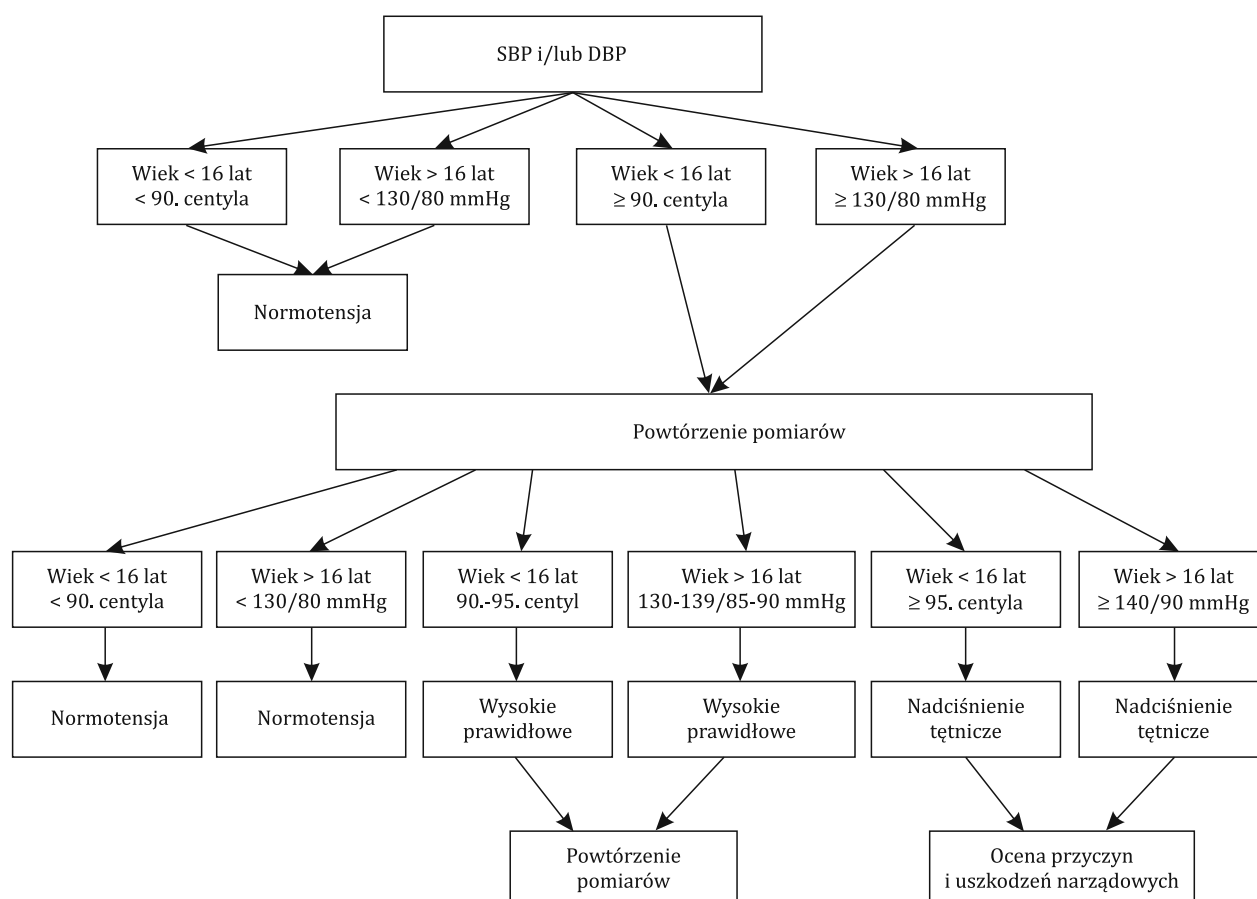 SBP i/lub DBP
Wiek < 16 lat
< 90. centyla
Wiek > 16 lat
< 130/80 mmHg
Wiek < 16 lat
≥ 90. centyla
Wiek > 16 lat
≥ 130/80 mmHg
Normotensja
Powtórzenie pomiarów
Wiek < 16 lat
< 90. centyla
Wiek > 16 lat
< 130/80 mmHg
Wiek < 16 lat
90.-95. centyl
Wiek > 16 lat
130-139/85-90 mmHg
Wiek < 16 lat
≥ 95. centyla
Wiek > 16 lat
≥ 140/90 mmHg
Normotensja
Normotensja
Wysokie
prawidłowe
Wysokie
prawidłowe
Nadciśnienie
tętnicze
Nadciśnienie
tętnicze
Powtórzenie
pomiarów
Ocena przyczyn
i uszkodzeń narządowych